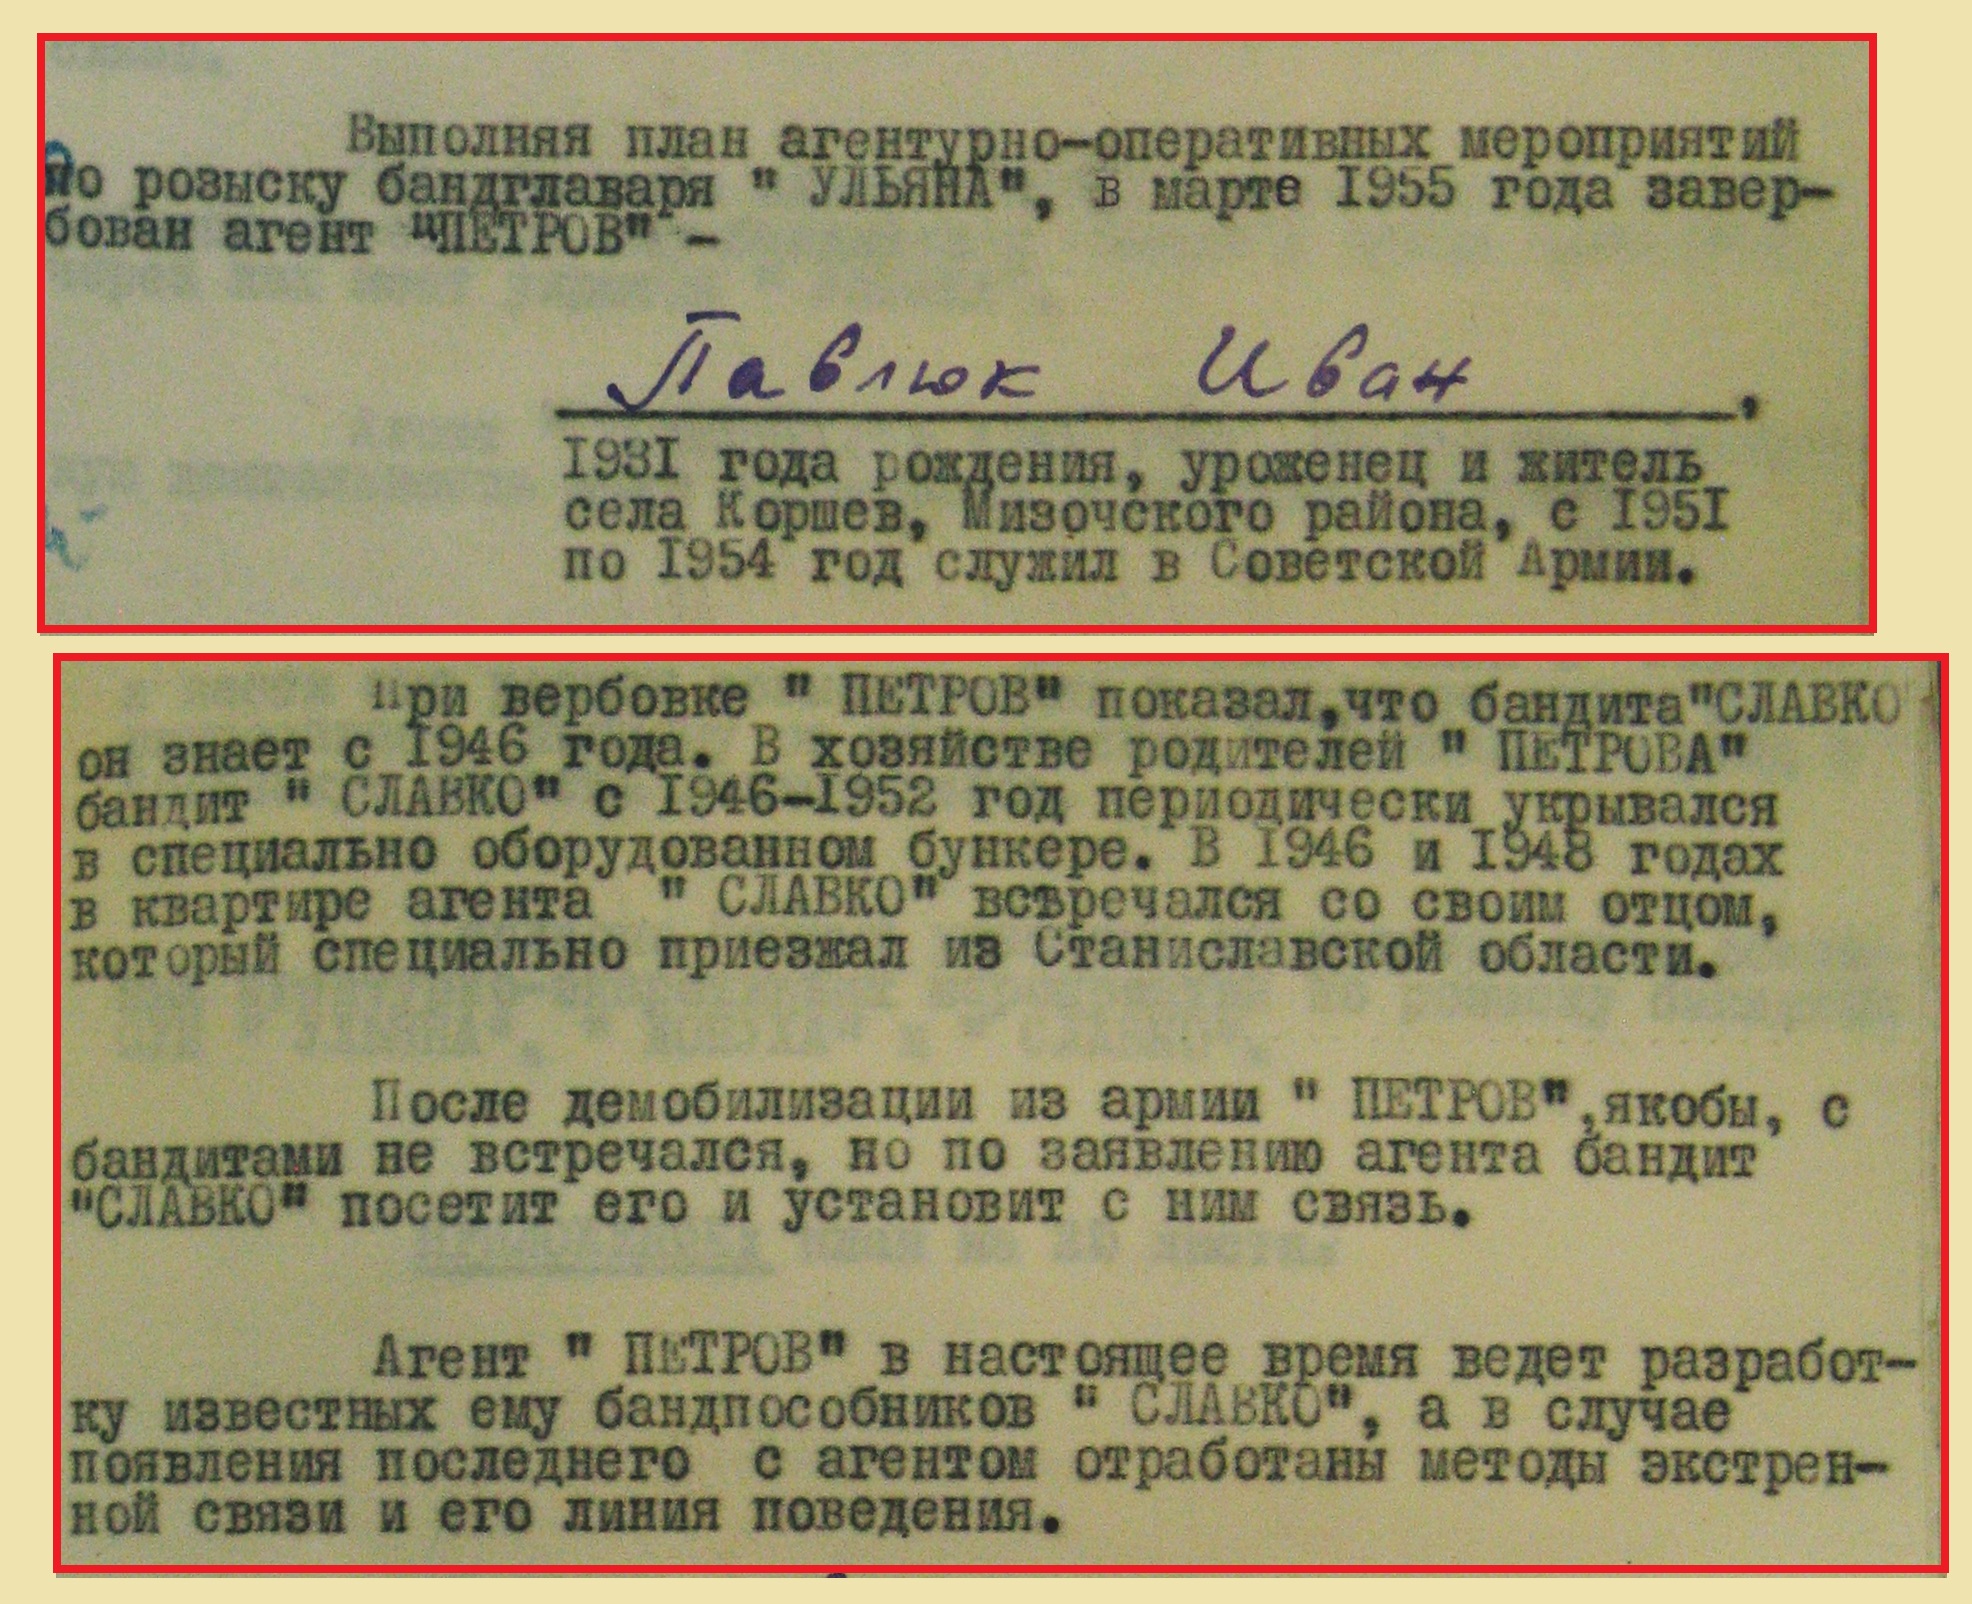 Выполняя план агентурно-оперативных мероприятий
по розыску бандглаваря " УЛЬЯНА", в марте 1955 года завер-
бован агент "ПЕТРОВ" -
Павлюк Иван,
1931 года рождения, уроженец и житель
села Коршев, Мизочского района, с 1951
по 1954 год служил в Советской Армии.
При вербовке " ПЕТРОВ" показал,что бандита"СЛАВКО"
он знает с 1946 года. В хозяйстве родителей " ПЕТРОВА"
бандит " СЛАВКО" с 1946-1952 год периодически укрывался
в специально оборудованном бункере. В 1946 и 1948 годах
в квартире агента " СЛАВКО" встречался со своим отцом,
который специально приезжал из Станиславской области.
После демобилизации из армии " ПЕТРОВ",якобы, с
бандитами не встречался, но по заявлению агента бандит
"СЛАВКО" посетит его и установит с ним связь.
Агент " ПЕТРОВ" в настоящее время ведет разработ-
ку известных ему бандпособников " СЛАВКО", а в случае
появления последнего с агентом отработаны методы экстрен-
ной связи и его линия поведения.